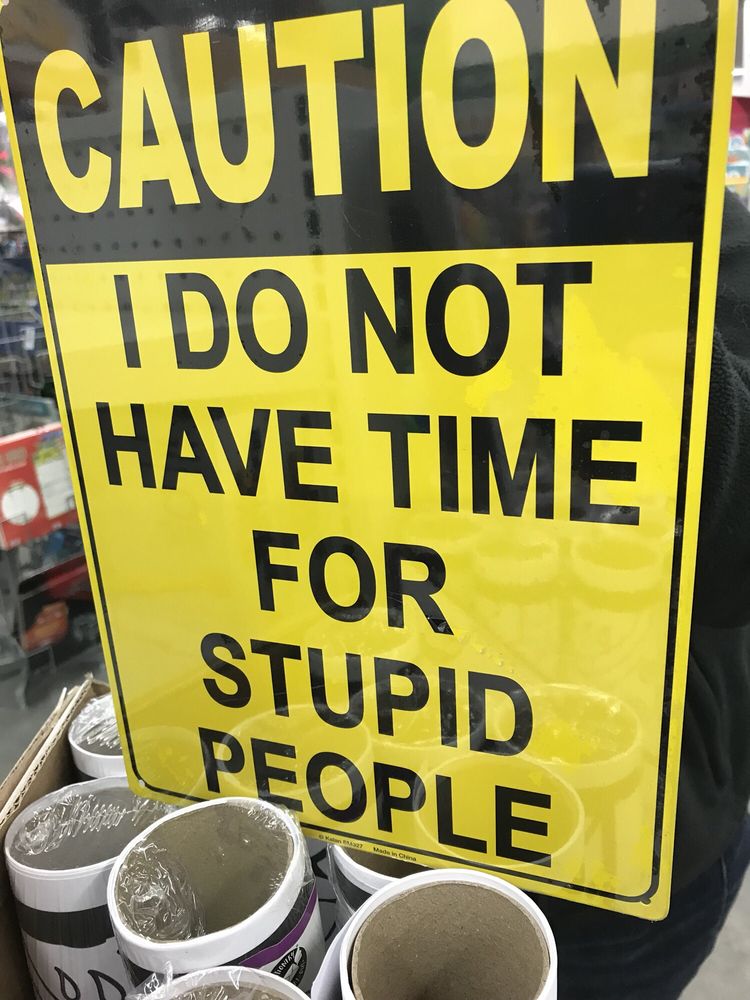 CAUTION
I DO NOT
HAVE TIME
FOR
STUPID
PEOPLE
Made in China